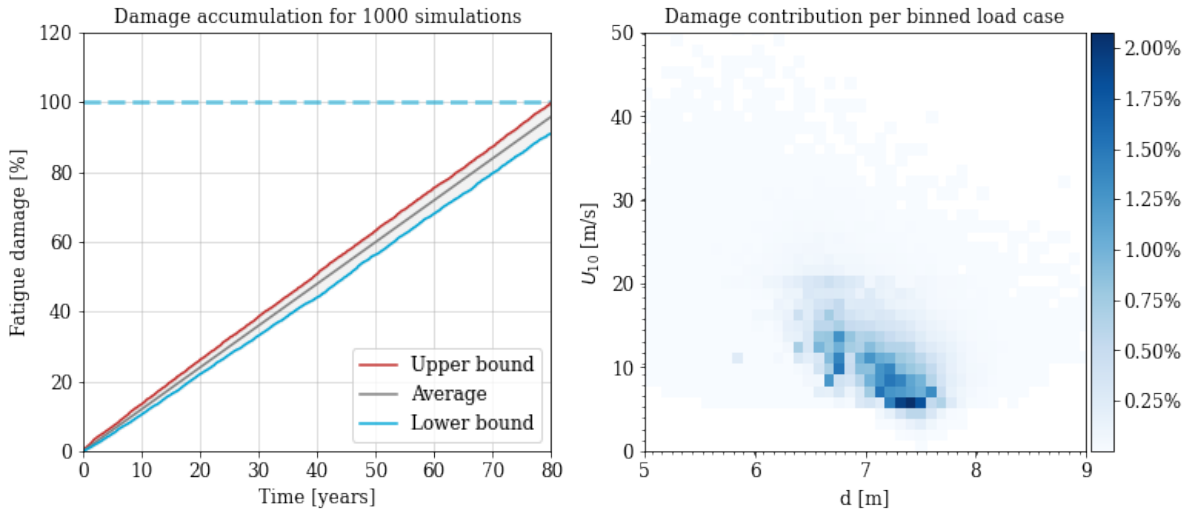 Damage accumulation for 1000 simulations
120
100
80
60
40
20
0
Fatigue damage [%]
0 10 20 30 40 50 60 70 80
Time [years]
Upper bound
Average
Lower bound
Damage contribution per binned load case
50
40
30
20
10
0
U10 [m/s]
5 6 7 8 9
d [m]
2.00%
1.75%
1.50%
1.25%
1.00%
0.75%
0.50%
0.25%